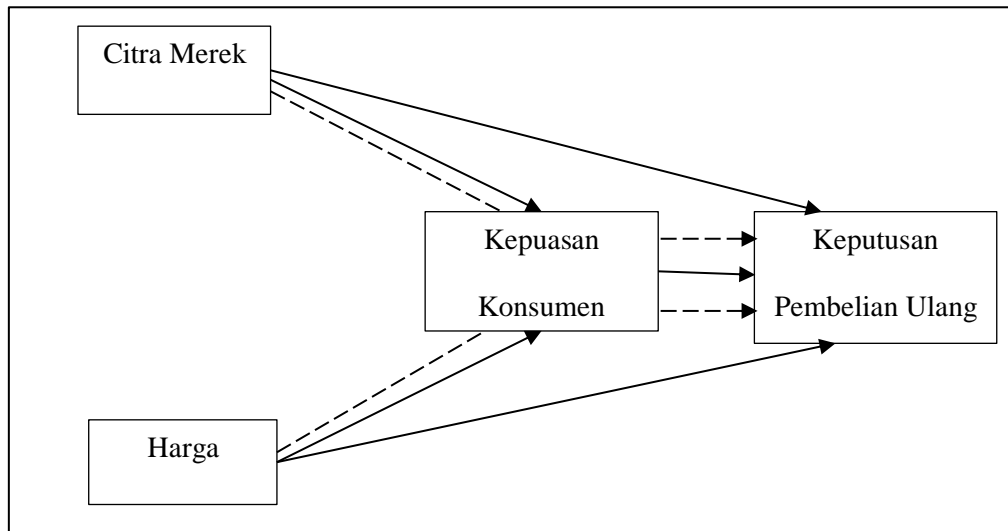 Citra Merek
Kepuasan
Konsumen
Keputusan
Pembelian Ulang
Harga